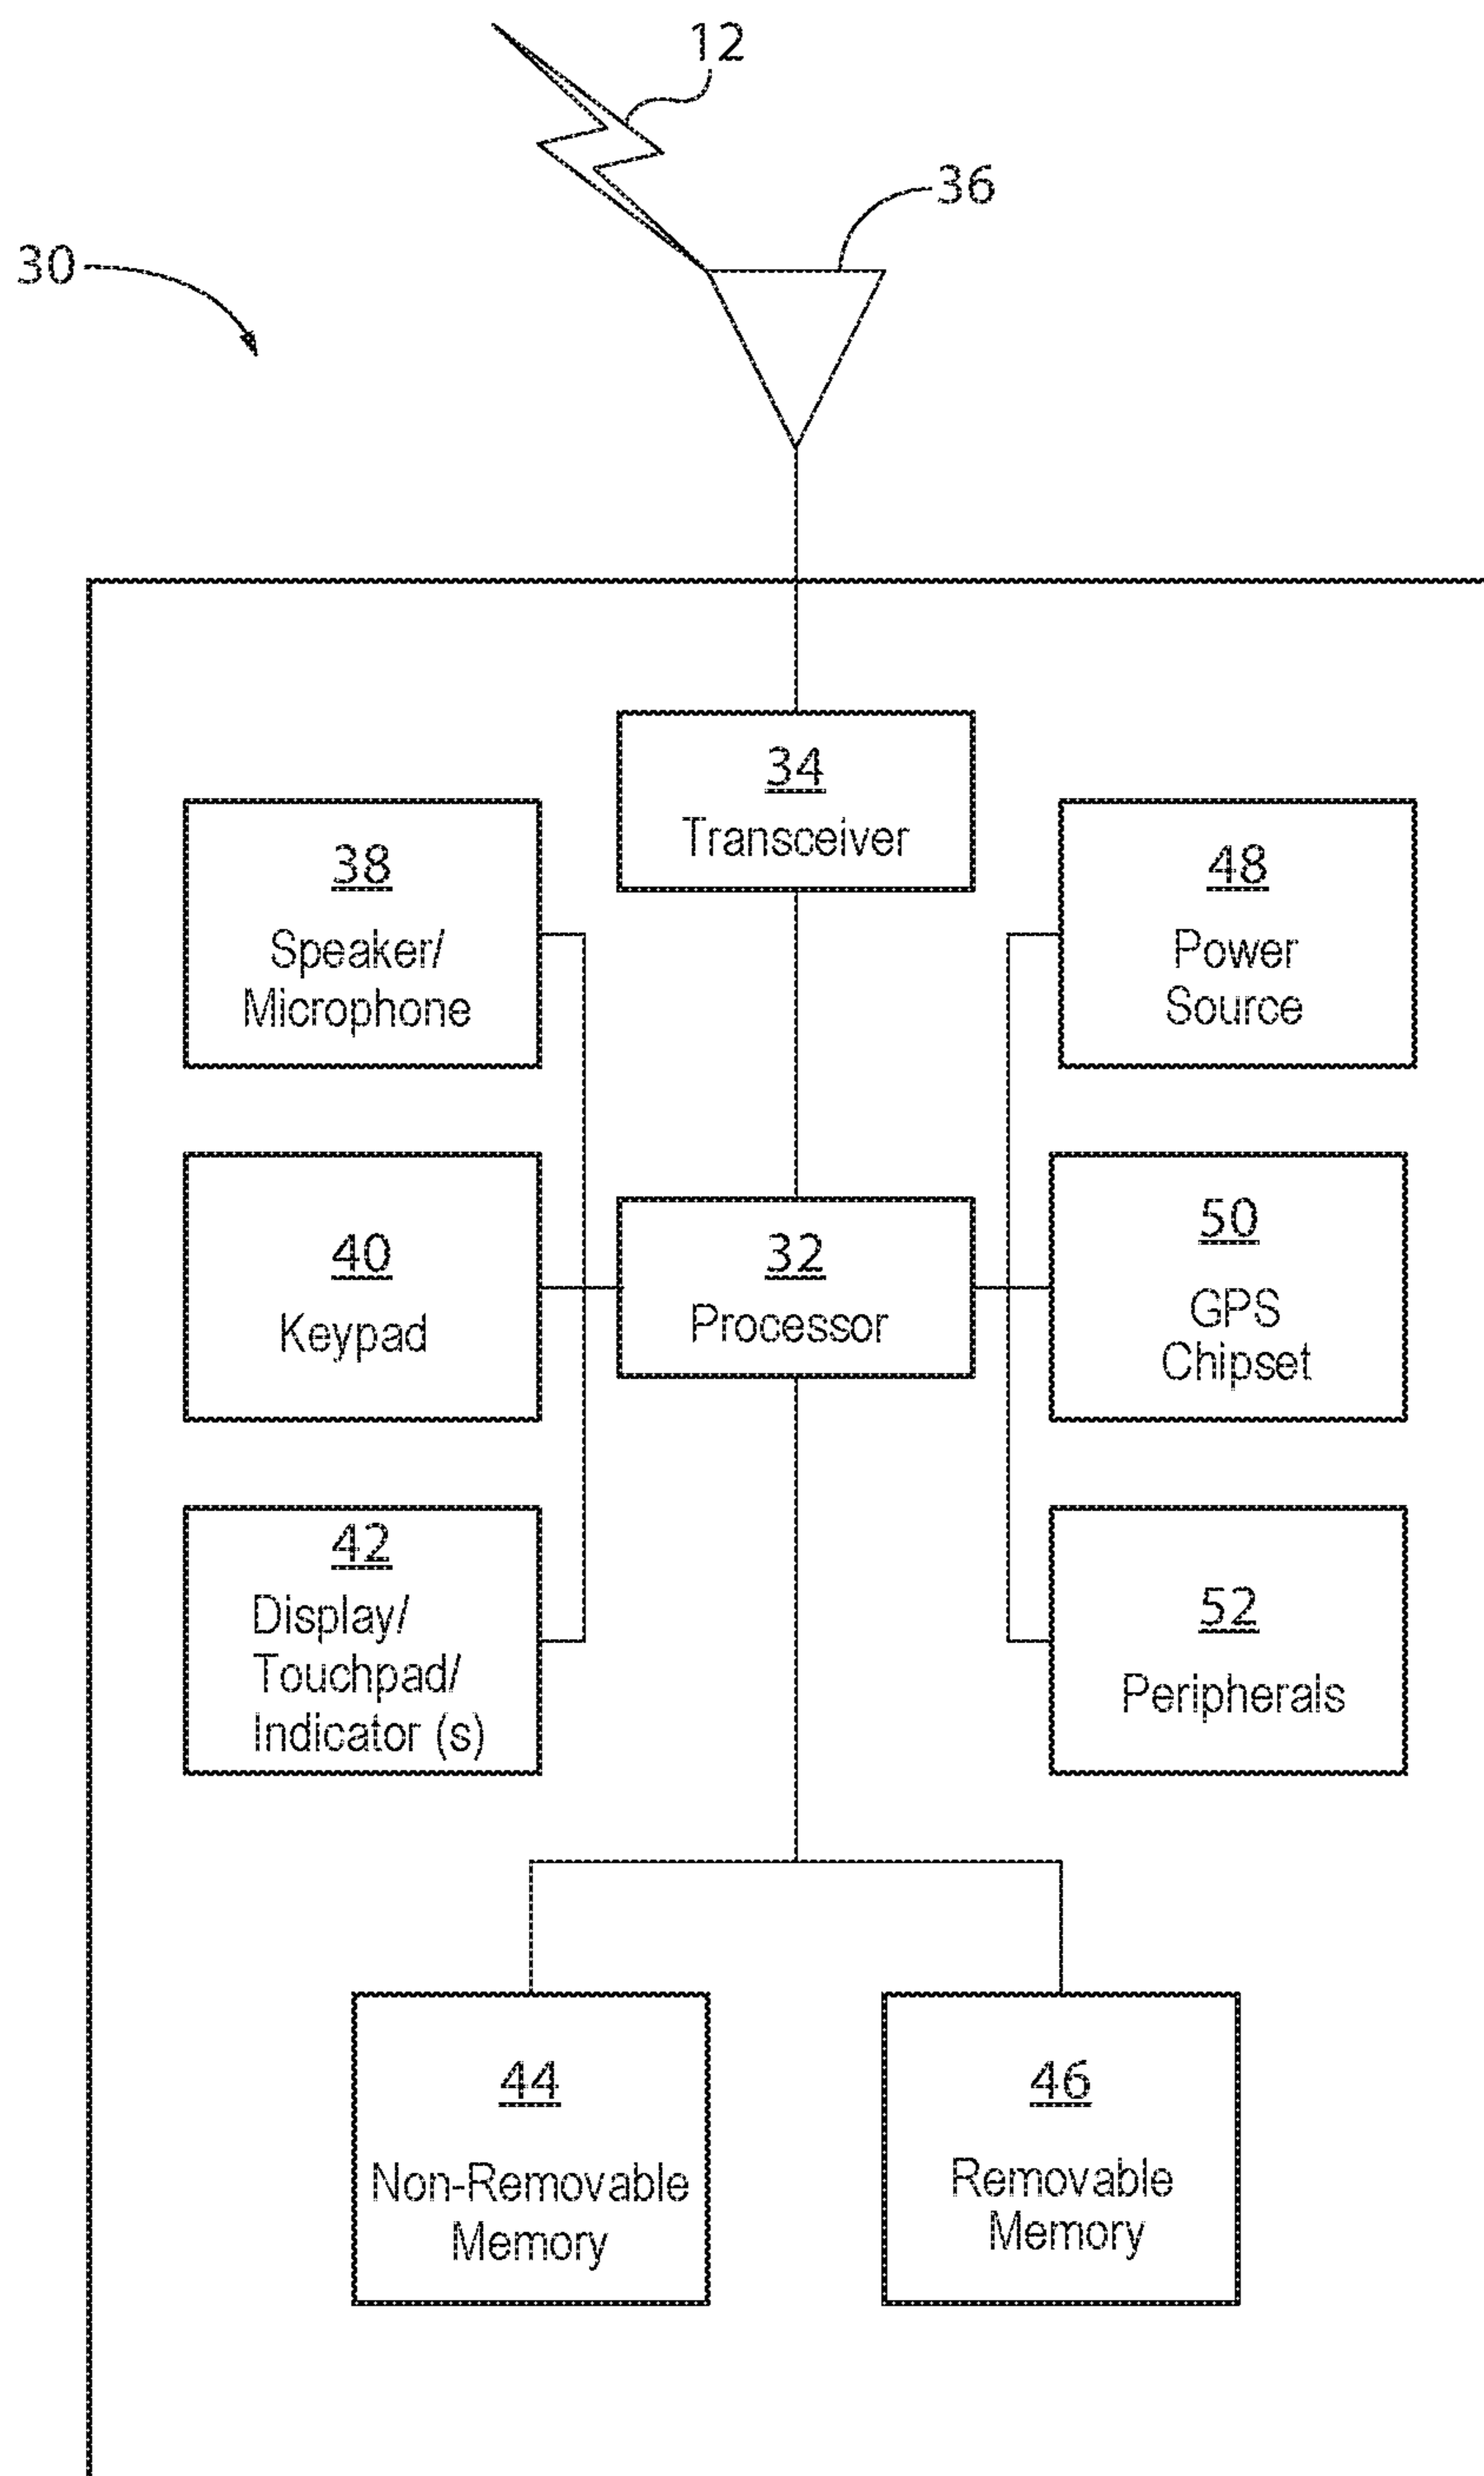 12
36
30
34
Transceiver
38
Speaker/
Microphone
48
Power
Source
40
Keypad
32
Processor
50
GPS
Chipset
42
Display/
Touchpad/
Indicator (s)
52
Peripherals
44
Non-Removable
Memory
46
Removable
Memory